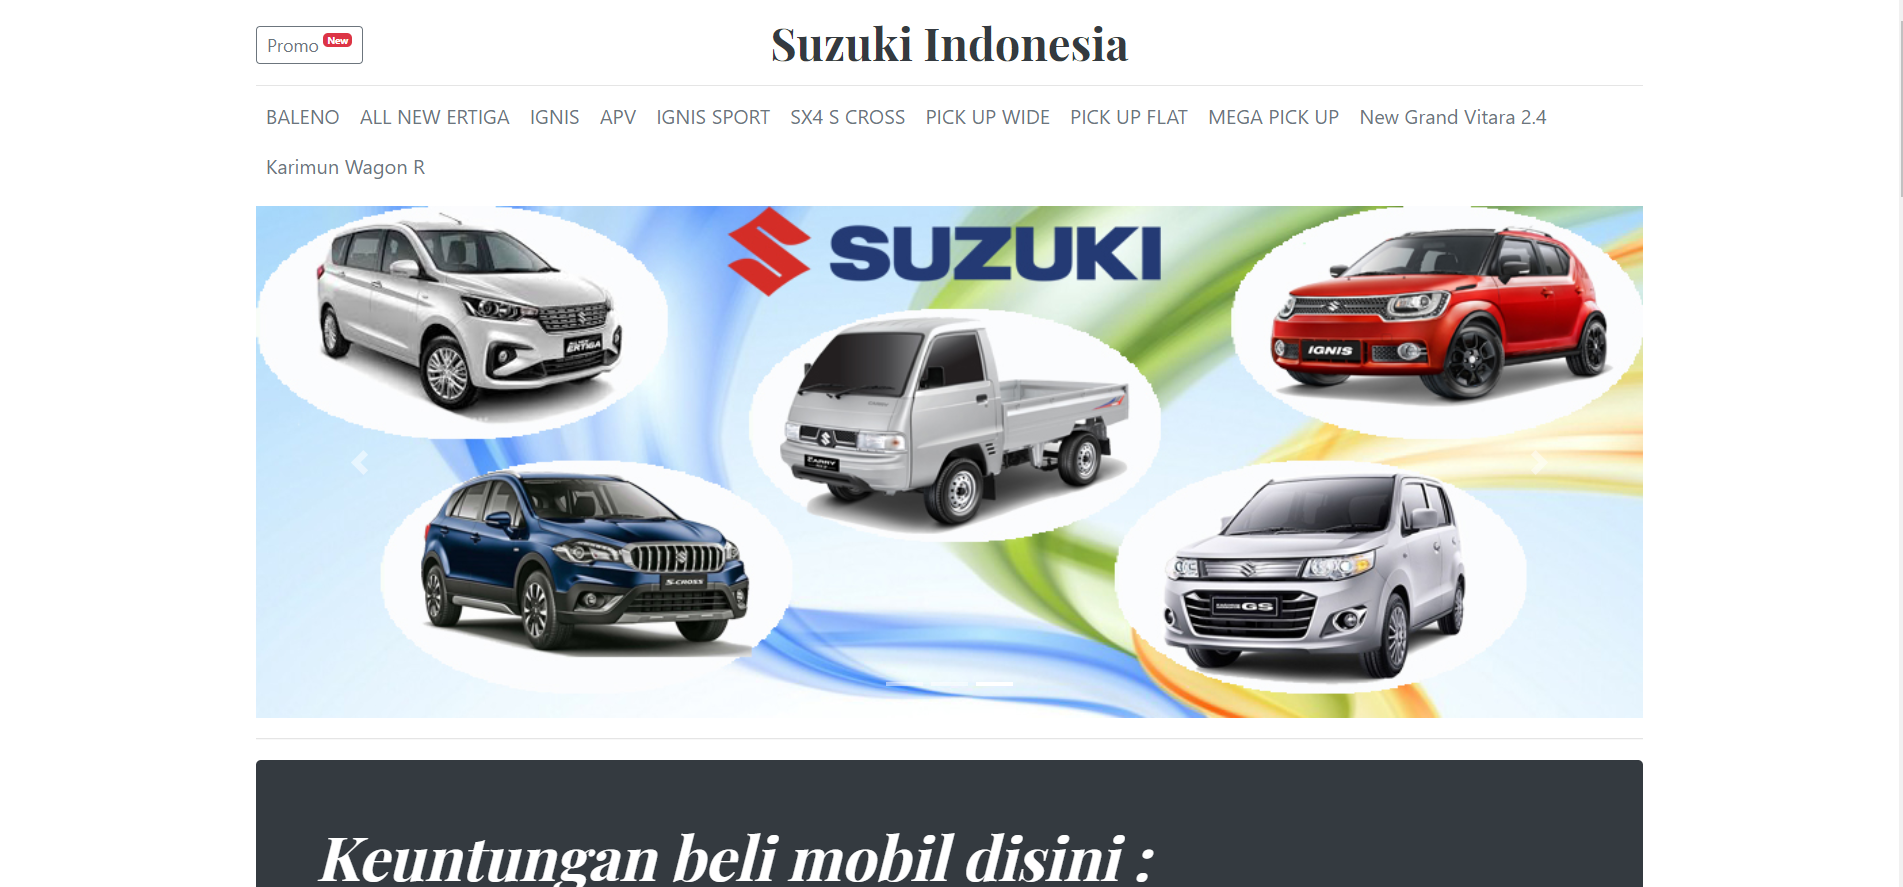 Promo New
Suzuki Indonesia
BALENO ALL NEW ERTIGA IGNIS APV IGNIS SPORT SX4 S CROSS PICK UP WIDE PICK UP FLAT MEGA PICK UP New Grand Vitara 2.4
Karimun Wagon R
SUZUKI
ERTIGA
IGNIS
CARRY
S-CROSS
GS
Keuntungan beli mobil disini :